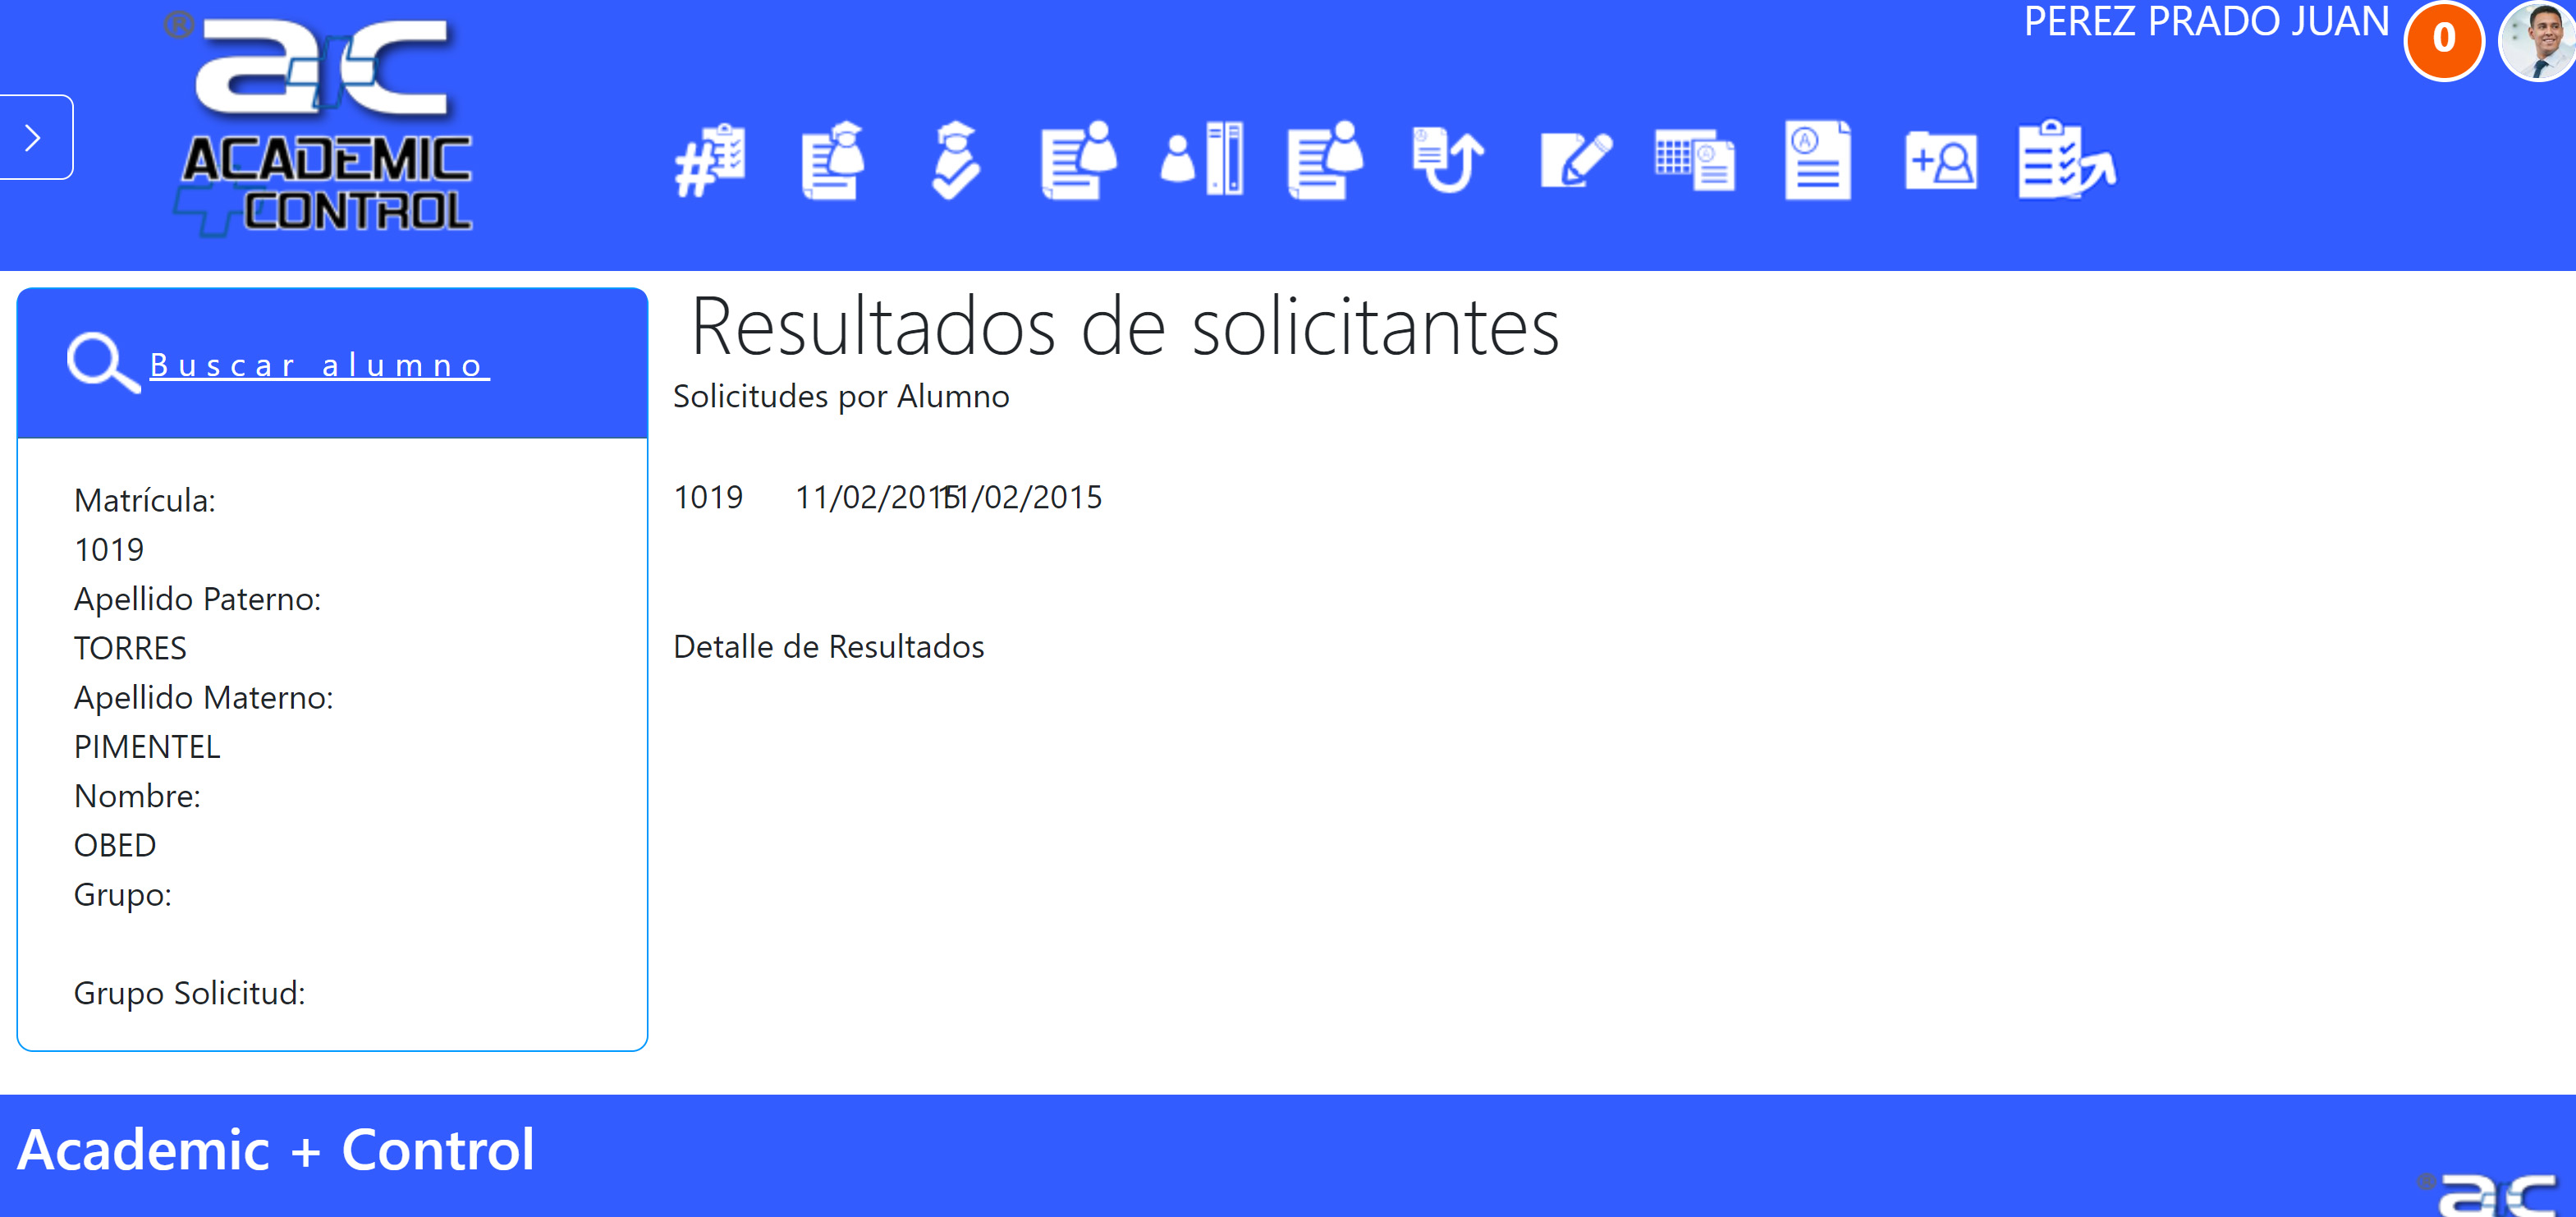 PEREZ PRADO JUAN
0
®
a+c
ACADEMIC
+CONTROL
Buscar alumno
Matrícula:
1019
Apellido Paterno:
TORRES
Apellido Materno:
PIMENTEL
Nombre:
OBED
Grupo:
Grupo Solicitud:
Resultados de solicitantes
Solicitudes por Alumno
1019 11/02/2015 11/02/2015
Detalle de Resultados
Academic + Control
a+c